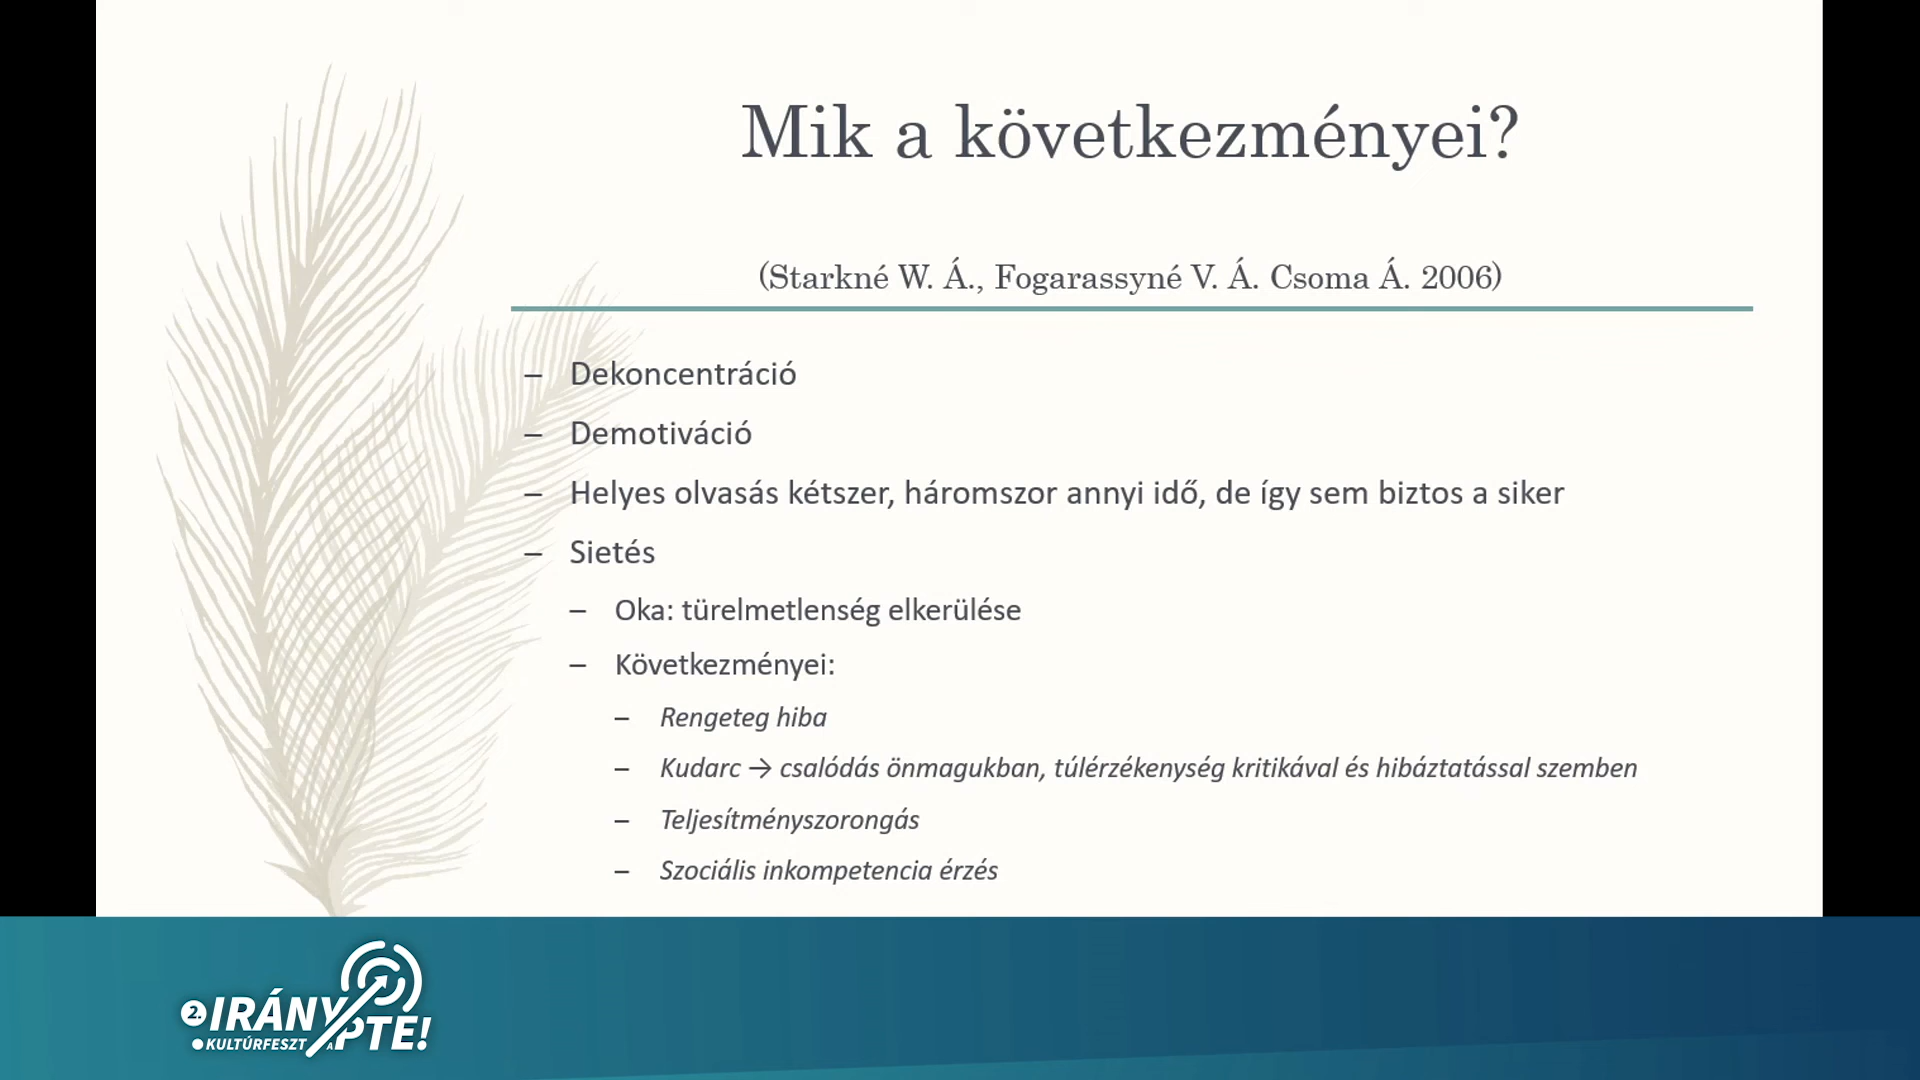 Mik a következményei?
(Starkné W. Á., Fogarassyné V. Á. Csoma Á. 2006)
– Dekoncentráció
– Demotiváció
– Helyes olvasás kétszer, háromszor annyi idő, de így sem biztos a siker
– Sietés
– Oka: türelmetlenség elkerülése
– Következményei:
– Rengeteg hiba
– Kudarc → csalódás önmagukban, túlérzékenység kritikával és hibáztatással szemben
– Teljesítményszorongás
– Szociális inkompetencia érzés
2. IRÁNY
KULTÚRFESZT A PTE!